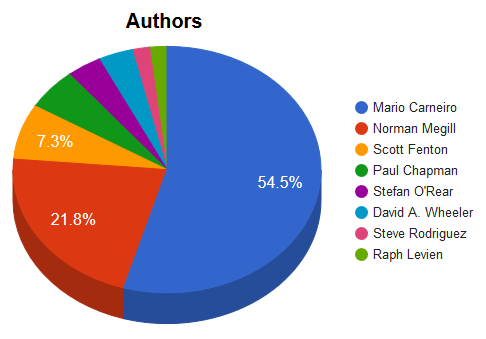 Authors
7.3%
54.5%
21.8%
Mario Carneiro
Norman Megill
Scott Fenton
Paul Chapman
Stefan O'Rear
David A. Wheeler
Steve Rodriguez
Raph Levien